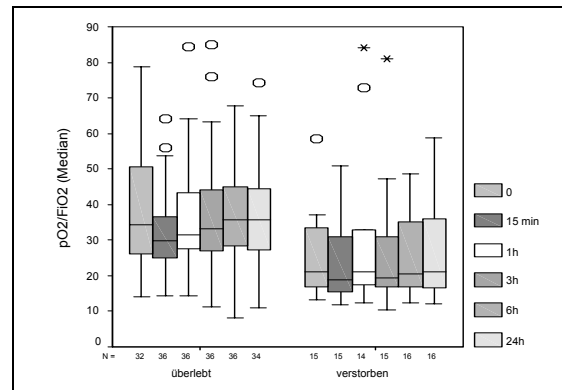 90
80
70
60
50
40
30
20
10
0
pO2/FiO2 (Median)
N = 32 36 36 36 36 34 15 15 14 15 16 16
überlebt verstorben
0
15 min
1h
3h
6h
24h